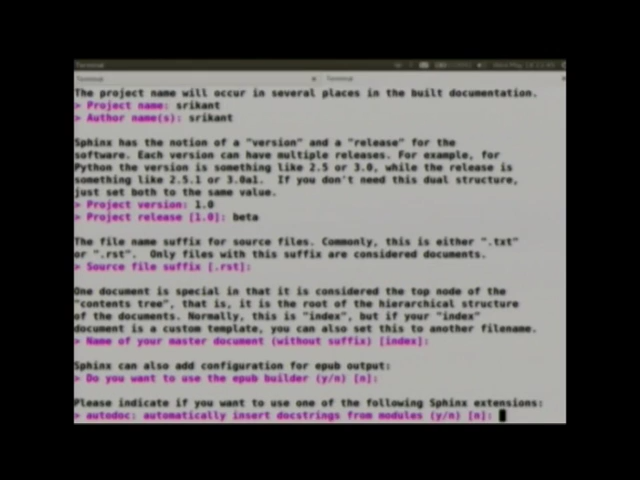 Terminal
Terminal Terminal
The project name will occur in several places in the built documentation.
> Project name: srikant
> Author name(s): srikant
Sphinx has the notion of a "version" and a "release" for the
software. Each version can have multiple releases. For example, for
Python the version is something like 2.5 or 3.0, while the release is
something like 2.5.1 or 3.0a1. If you don't need this dual structure,
just set both to the same value.
> Project version: 1.0
> Project release [1.0]: beta
The file name suffix for source files. Commonly, this is either ".txt"
or ".rst". Only files with this suffix are considered documents.
> Source file suffix [.rst]:
One document is special in that it is considered the top node of the
"contents tree", that is, it is the root of the hierarchical structure
of the documents. Normally, this is "index", but if your "index"
document is a custom template, you can also set this to another filename.
> Name of your master document (without suffix) [index]:
Sphinx can also add configuration for epub output:
> Do you want to use the epub builder (y/n) [n]:
Please indicate if you want to use one of the following Sphinx extensions:
> autodoc: automatically insert docstrings from modules (y/n) [n]: